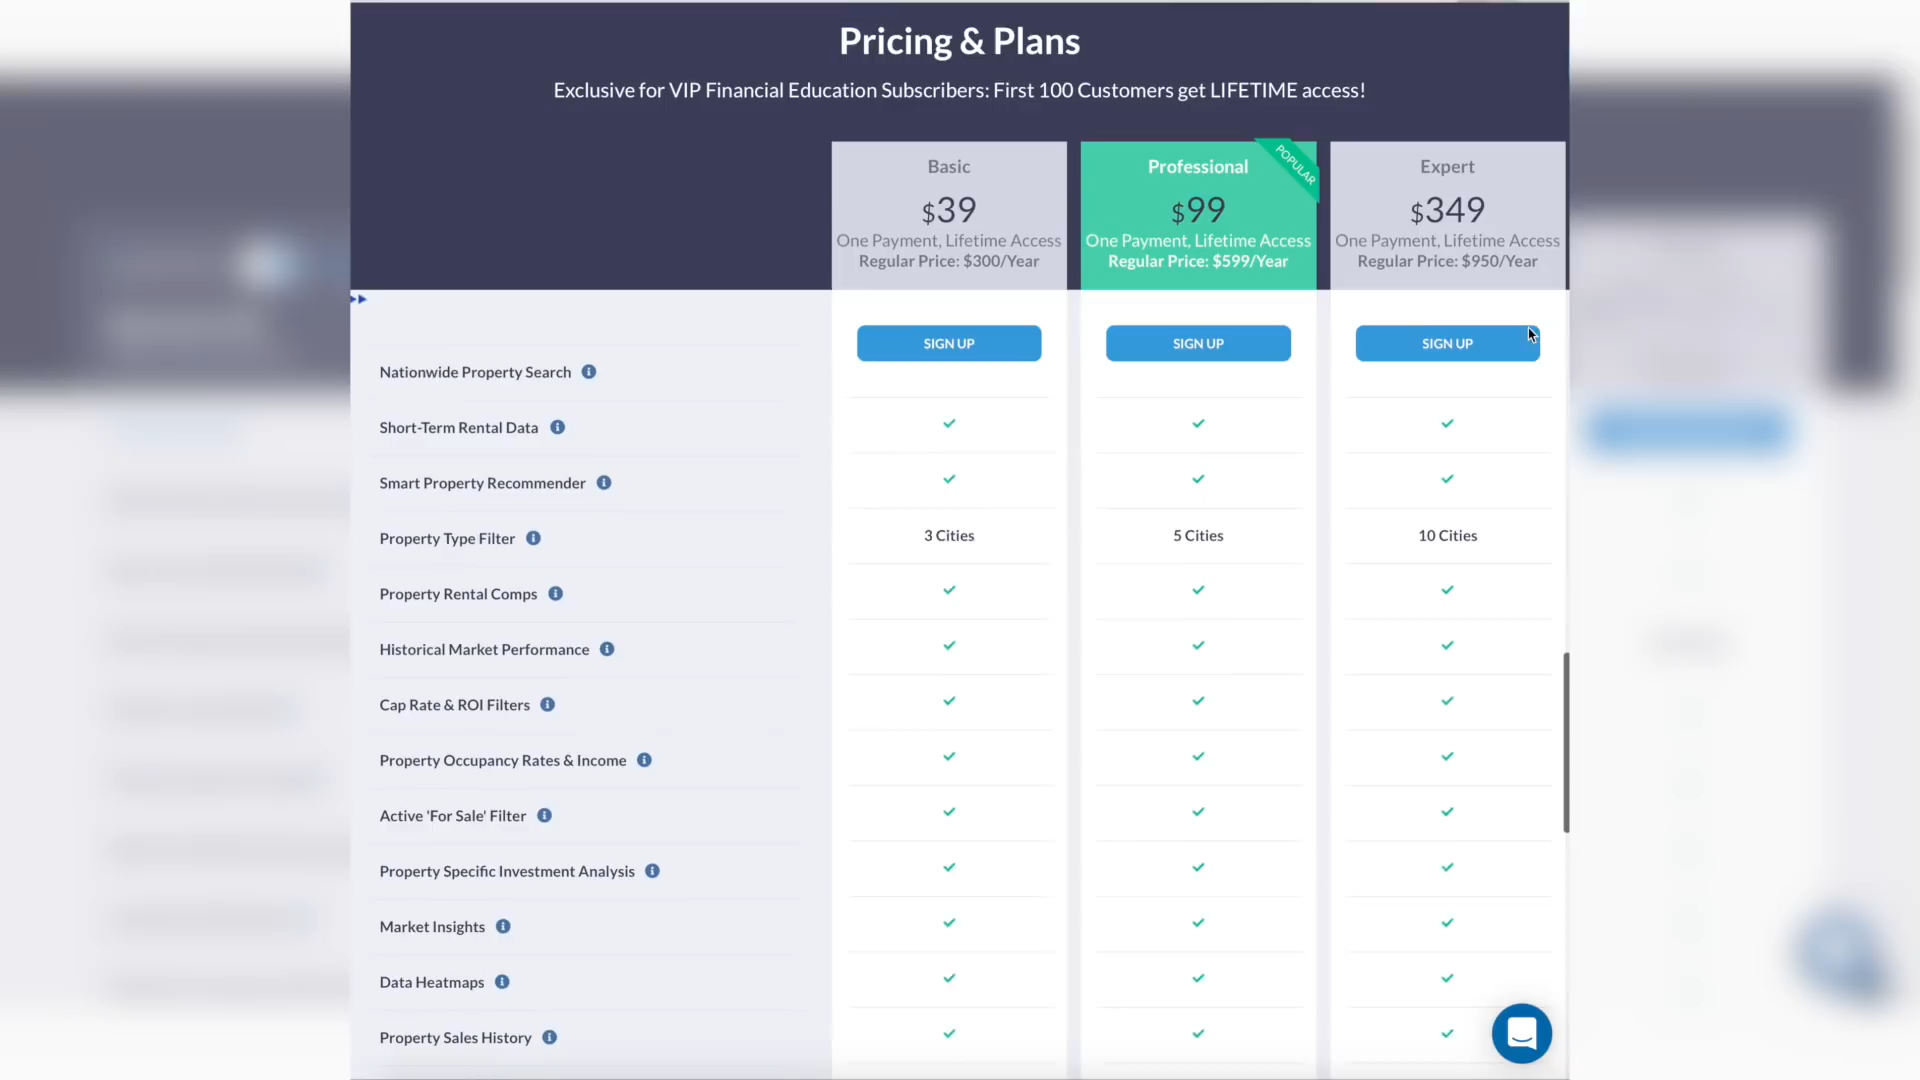 Pricing & Plans
Exclusive for VIP Financial Education Subscribers: First 100 Customers get LIFETIME access!
Basic
$39
One Payment, Lifetime Access
Regular Price: $300/Year
Professional
POPULAR
$99
One Payment, Lifetime Access
Regular Price: $599/Year
Expert
$349
One Payment, Lifetime Access
Regular Price: $950/Year
SIGN UP SIGN UP SIGN UP
Nationwide Property Search
Short-Term Rental Data
Smart Property Recommender
Property Type Filter 3 Cities 5 Cities 10 Cities
Property Rental Comps
Historical Market Performance
Cap Rate & ROI Filters
Property Occupancy Rates & Income
Active 'For Sale' Filter
Property Specific Investment Analysis
Market Insights
Data Heatmaps
Property Sales History